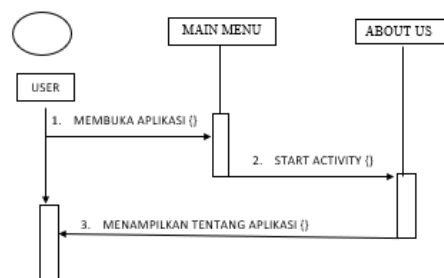 MAIN MENU
ABOUT US
USER
1. MEMBUKA APLIKASI {}
2. START ACTIVITY {}
3. MENAMPILKAN TENTANG APLIKASI {}